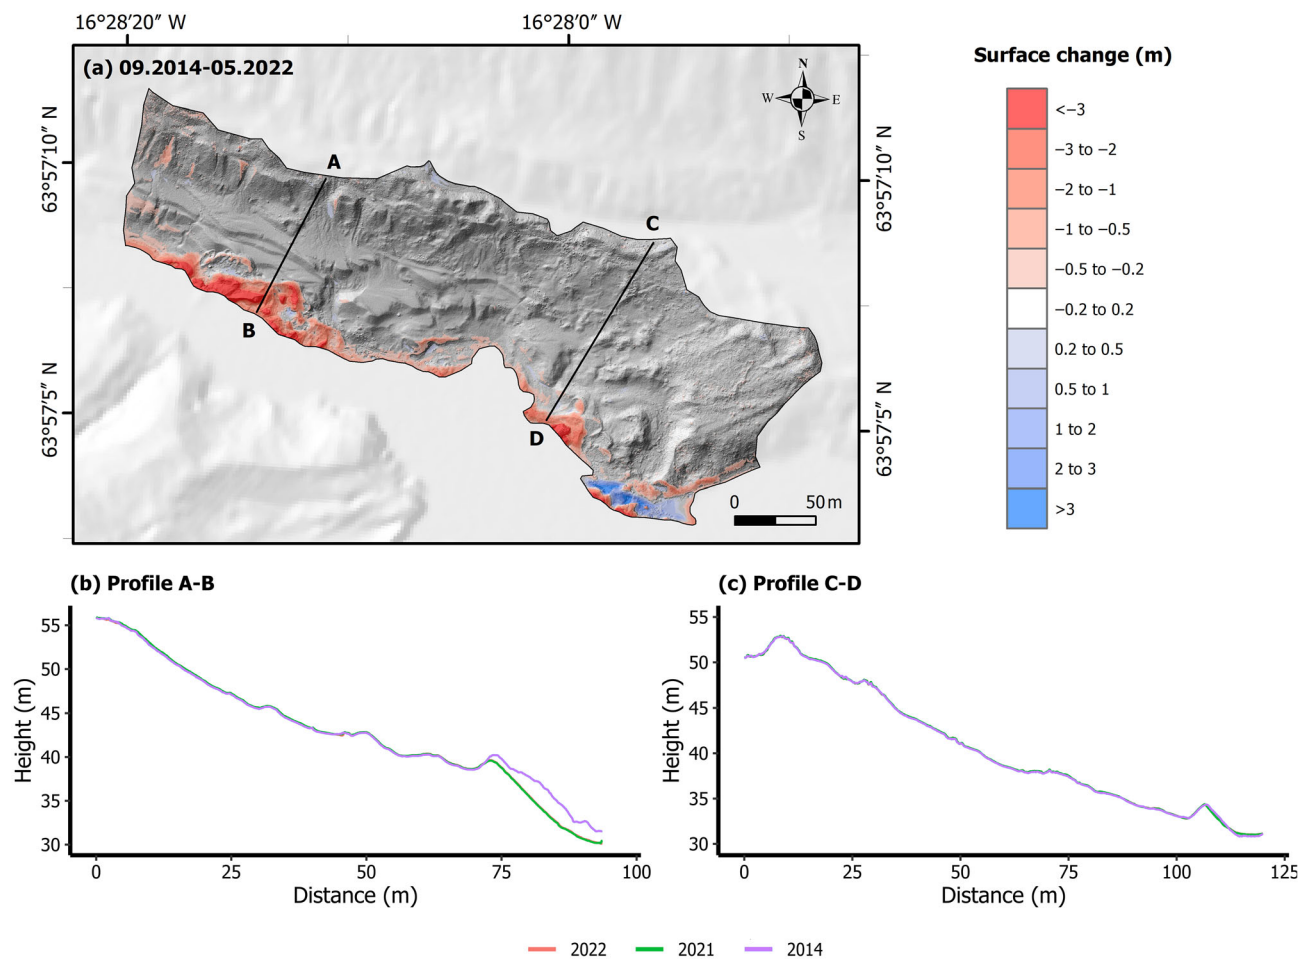 16°28′20″ W 16°28′0″ W
(a) 09.2014-05.2022
N
W E
S
63°57′10″ N
63°57′5″ N
63°57′10″ N
63°57′5″ N
A
B
C
D
0 50 m
Surface change (m)
<−3
−3 to −2
−2 to −1
−1 to −0.5
−0.5 to −0.2
−0.2 to 0.2
0.2 to 0.5
0.5 to 1
1 to 2
2 to 3
>3
(b) Profile A-B
Height (m)
55
50
45
40
35
30
0 25 50 75 100
Distance (m)
(c) Profile C-D
Height (m)
55
50
45
40
35
30
0 25 50 75 100 125
Distance (m)
2022 2021 2014